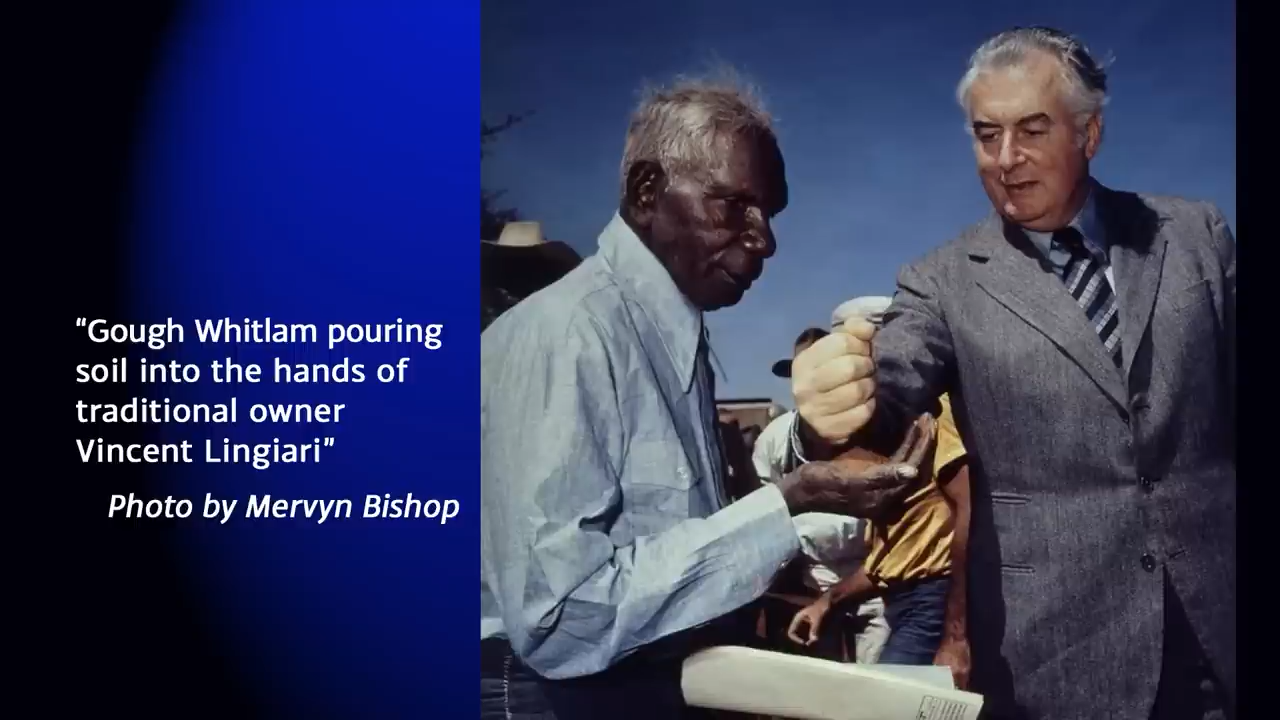 “Gough Whitlam pouring
soil into the hands of
traditional owner
Vincent Lingiari”
Photo by Mervyn Bishop